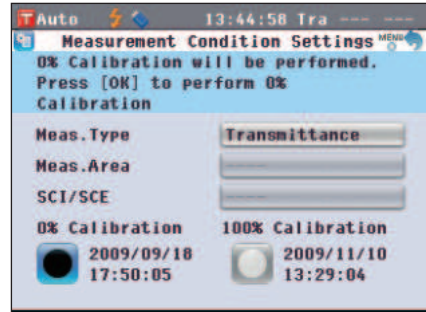 T Auto 13:44:58 Tra --- ---
Measurement Condition Settings MENU
0% Calibration will be performed.
Press [OK] to perform 0%
Calibration
Meas.Type Transmittance
Meas.Area ----
SCI/SCE ----
0% Calibration 100% Calibration
2009/09/18 2009/11/10
17:50:05 13:29:04